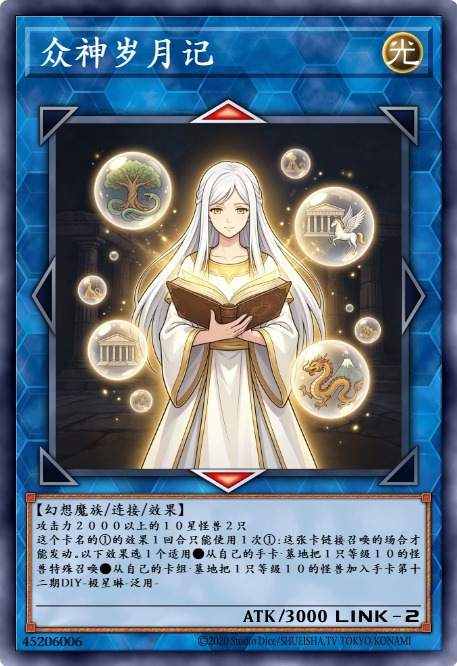 众神岁月记
光
【幻想魔族/连接/效果】
攻击力2000以上的10星怪兽2只
这个卡名的①的效果1回合只能使用1次①:这张卡链接召唤的场合才
能发动。以下效果选1个适用●从自己的手卡·墓地把1只等级10的怪
兽特殊召唤●从自己的卡组·墓地把1只等级10的怪兽加入手卡第十
二期DIY-极星琳-泛用-
ATK/3000 LINK-2
45206006
©2020 Studio Dice/SHUEISHA,TV TOKYO,KONAMI